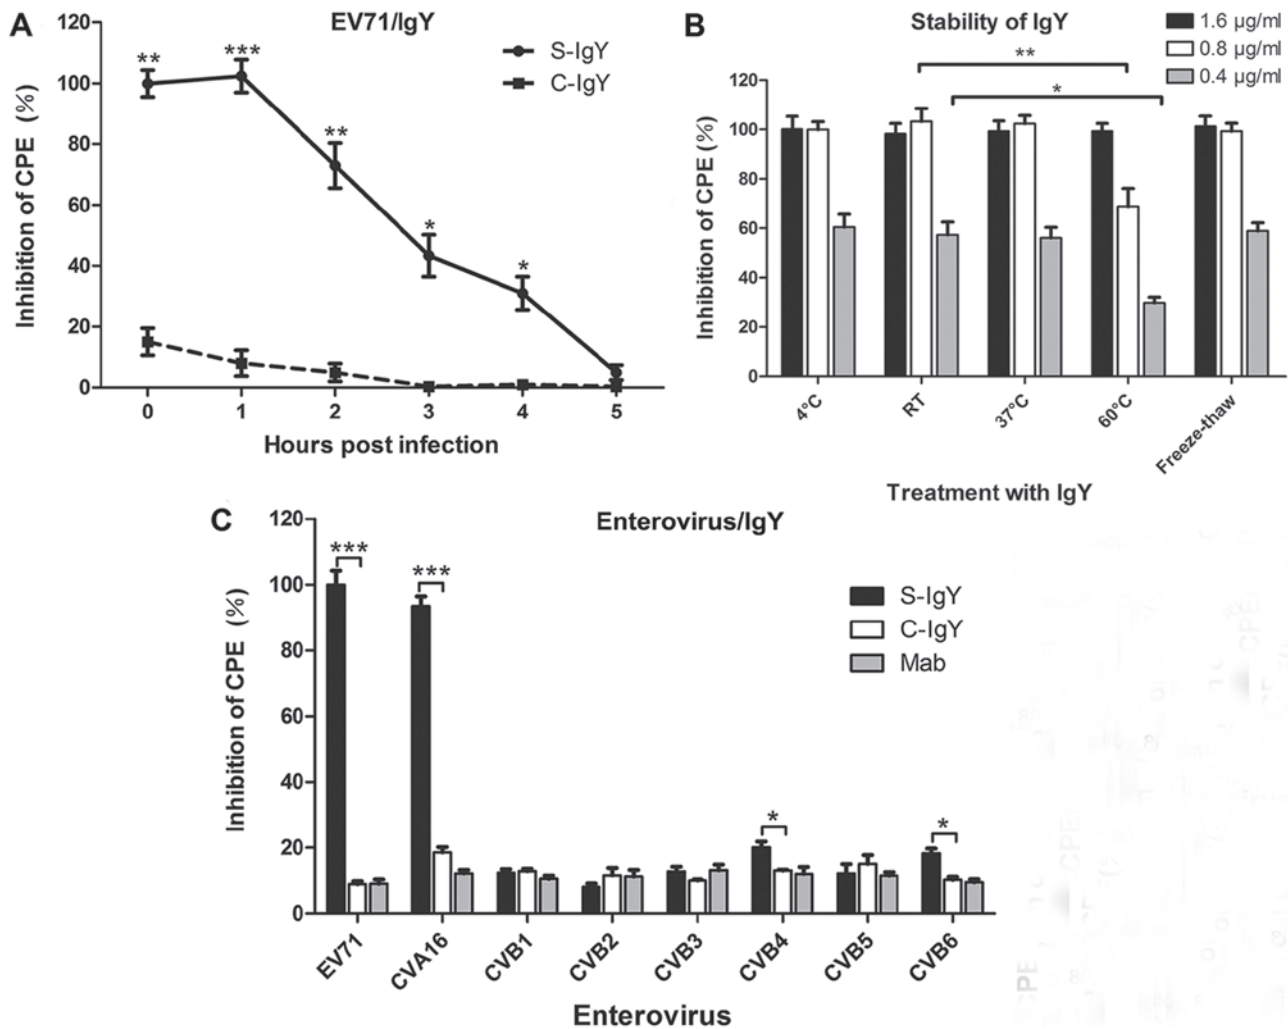 A
EV71/IgY
Inhibition of CPE (%)
120
100
80
60
40
20
0
** *** ** * *
S-IgY
C-IgY
0 1 2 3 4 5
Hours post infection
B
Stability of IgY
1.6 µg/ml
0.8 µg/ml
0.4 µg/ml
**
*
Inhibition of CPE (%)
120
100
80
60
40
20
0
4°C RT 37°C 60°C Freeze-thaw
Treatment with IgY
C
Enterovirus/IgY
Inhibition of CPE (%)
120
100
80
60
40
20
0
*** *** * *
S-IgY
C-IgY
Mab
EV71 CVA16 CVB1 CVB2 CVB3 CVB4 CVB5 CVB6
Enterovirus